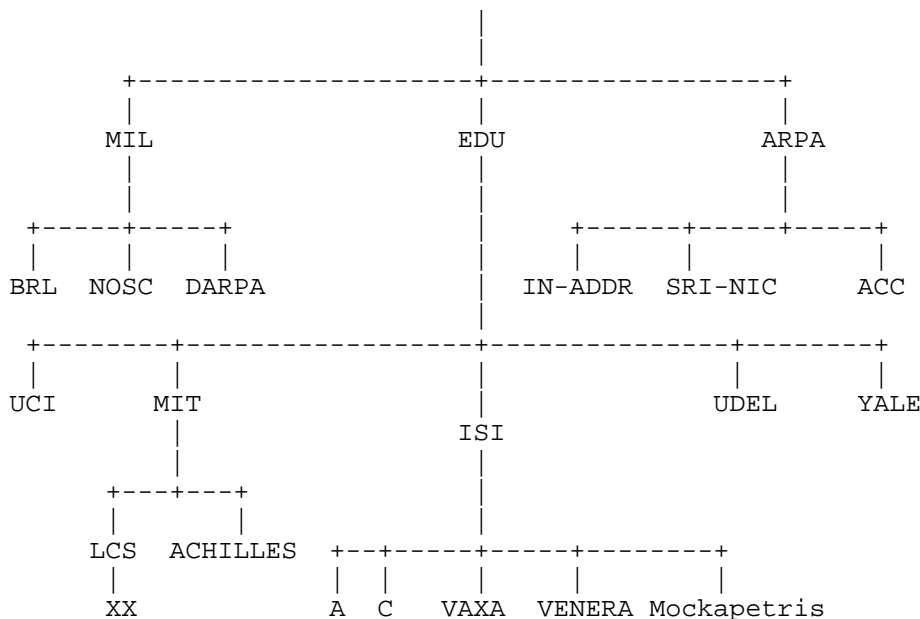 MIL EDU ARPA
BRL NOSC DARPA IN-ADDR SRI-NIC ACC
UCI MIT UDEL YALE
ISI
LCS ACHILLES
XX A C VAXA VENERA Mockapetris